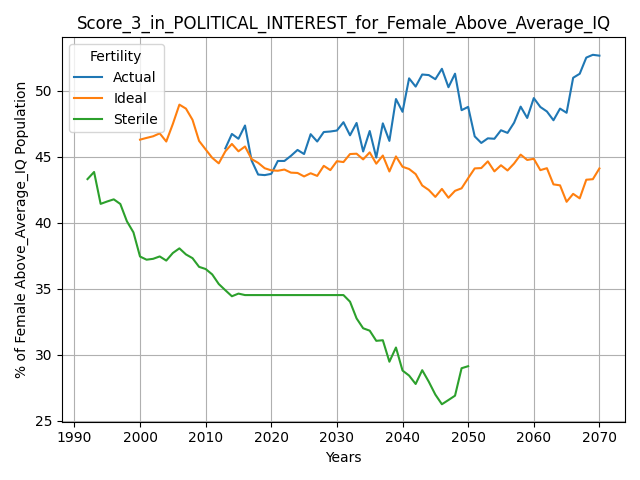 Score_3_in_POLITICAL_INTEREST_for_Female_Above_Average_IQ
Fertility
Actual
Ideal
Sterile
% of Female Above_Average_IQ Population
50
45
40
35
30
25
1990 2000 2010 2020 2030 2040 2050 2060 2070
Years